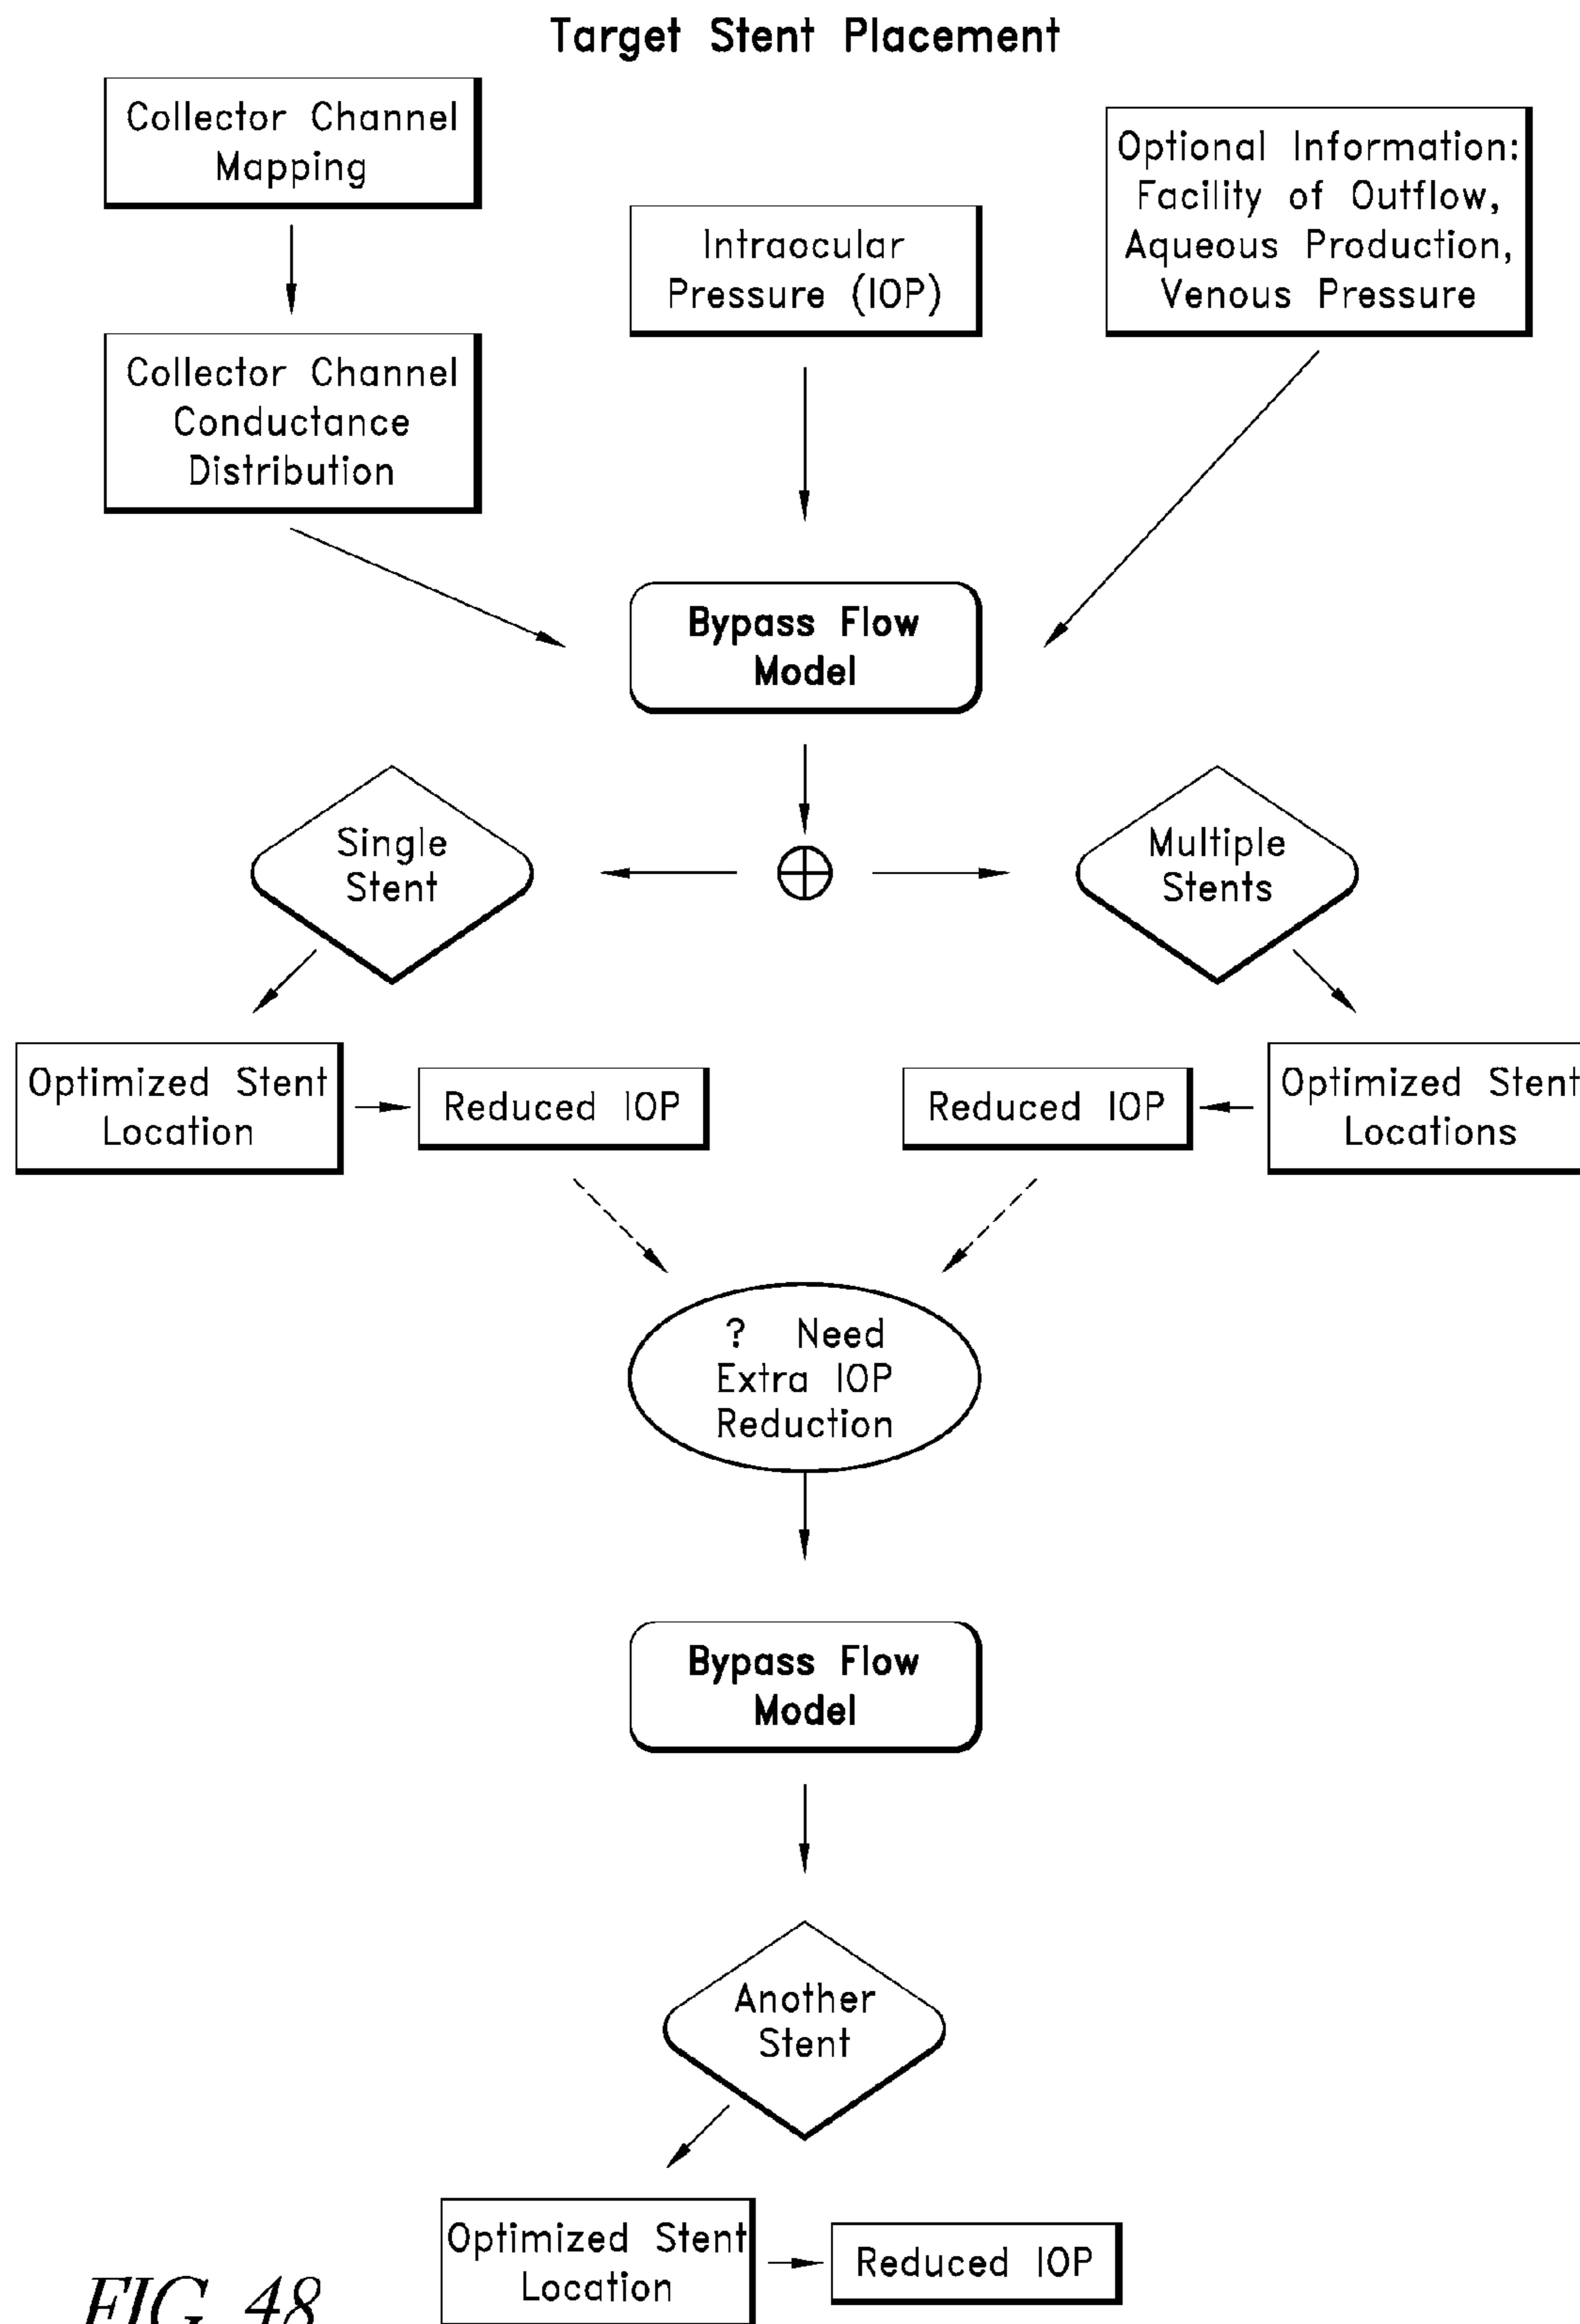 Target Stent Placement
Collector Channel
Mapping
Optional Information:
Facility of Outflow,
Aqueous Production,
Venous Pressure
Intraocular
Pressure (IOP)
Collector Channel
Conductance
Distribution
Bypass Flow
Model
Single
Stent
Multiple
Stents
Optimized Stent
Location
Reduced IOP
Reduced IOP
Optimized Stent
Locations
? Need
Extra IOP
Reduction
Bypass Flow
Model
Another
Stent
Optimized Stent
Location
Reduced IOP
FIG. 48